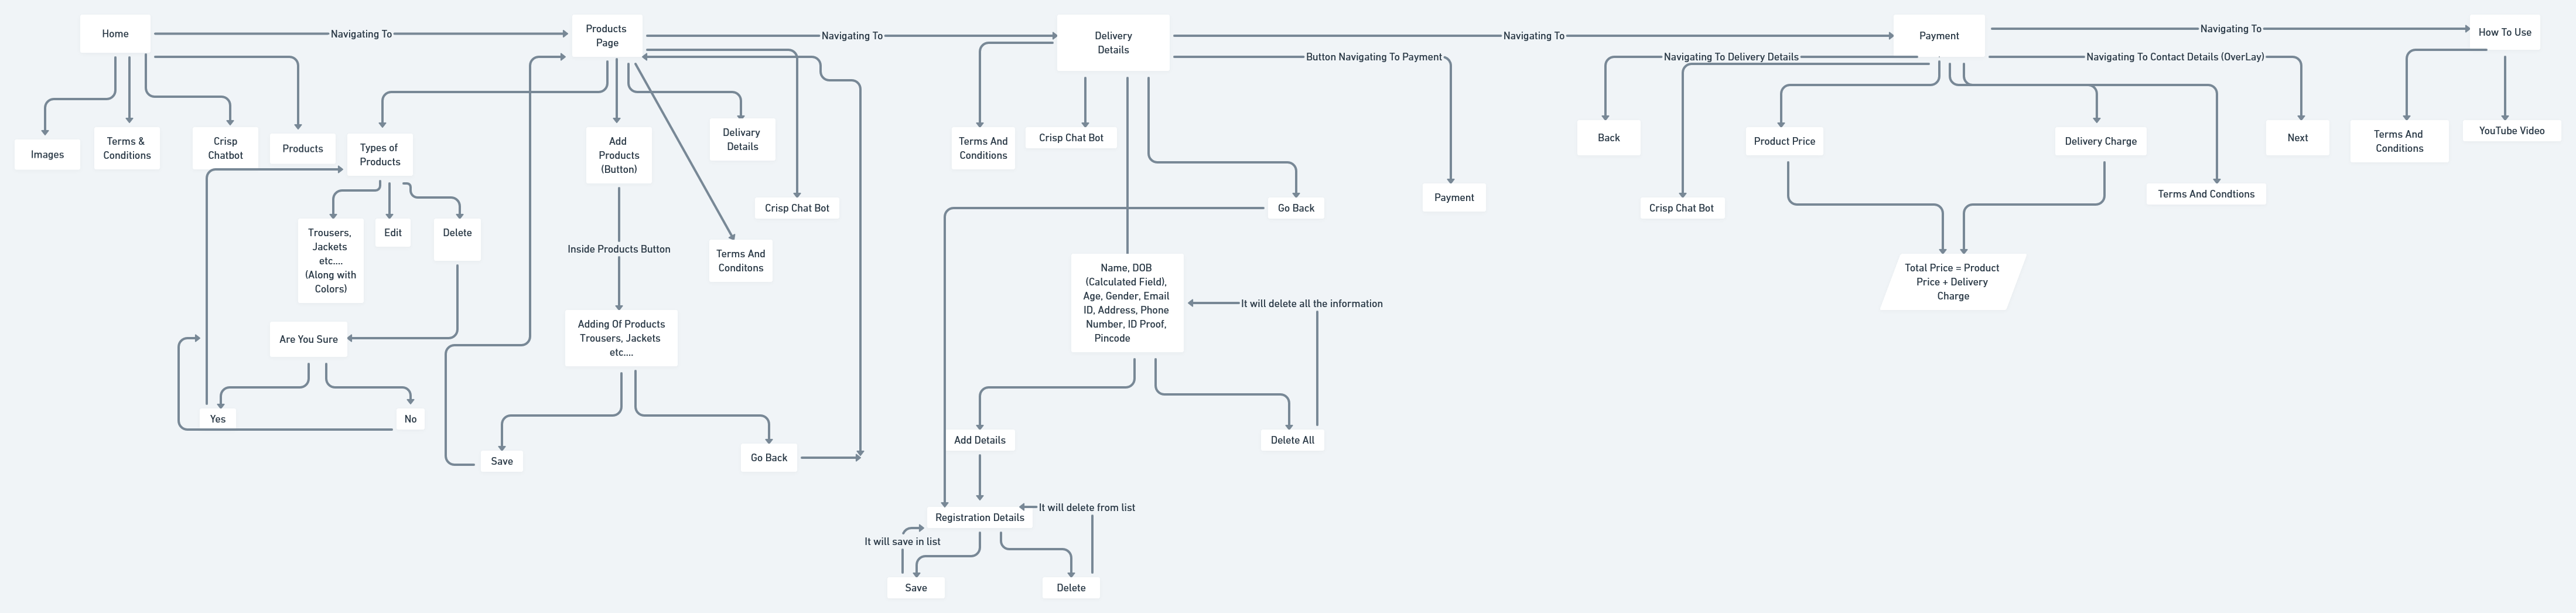 Home
Navigating To
Products
Page
Navigating To
Delivery
Details
Navigating To
Payment
Navigating To
How To Use
Button Navigating To Payment
Navigating To Delivery Details
Navigating To Contact Details (OverLay)
Images
Terms &
Conditions
Crisp
Chatbot
Products
Types of
Products
Add
Products
(Button)
Delivary
Details
Terms And
Conditions
Crisp Chat Bot
Back
Product Price
Delivery Charge
Next
Terms And
Conditions
YouTube Video
Crisp Chat Bot
Go Back
Payment
Crisp Chat Bot
Terms And Condtions
Trousers,
Jackets
etc....
(Along with
Colors)
Edit
Delete
Inside Products Button
Terms And
Conditons
Name, DOB
(Calculated Field),
Age, Gender, Email
ID, Address, Phone
Number, ID Proof,
Pincode
It will delete all the information
Total Price = Product
Price + Delivery
Charge
Are You Sure
Adding Of Products
Trousers, Jackets
etc....
Yes
No
Save
Go Back
Add Details
Delete All
Registration Details
It will delete from list
It will save in list
Save
Delete